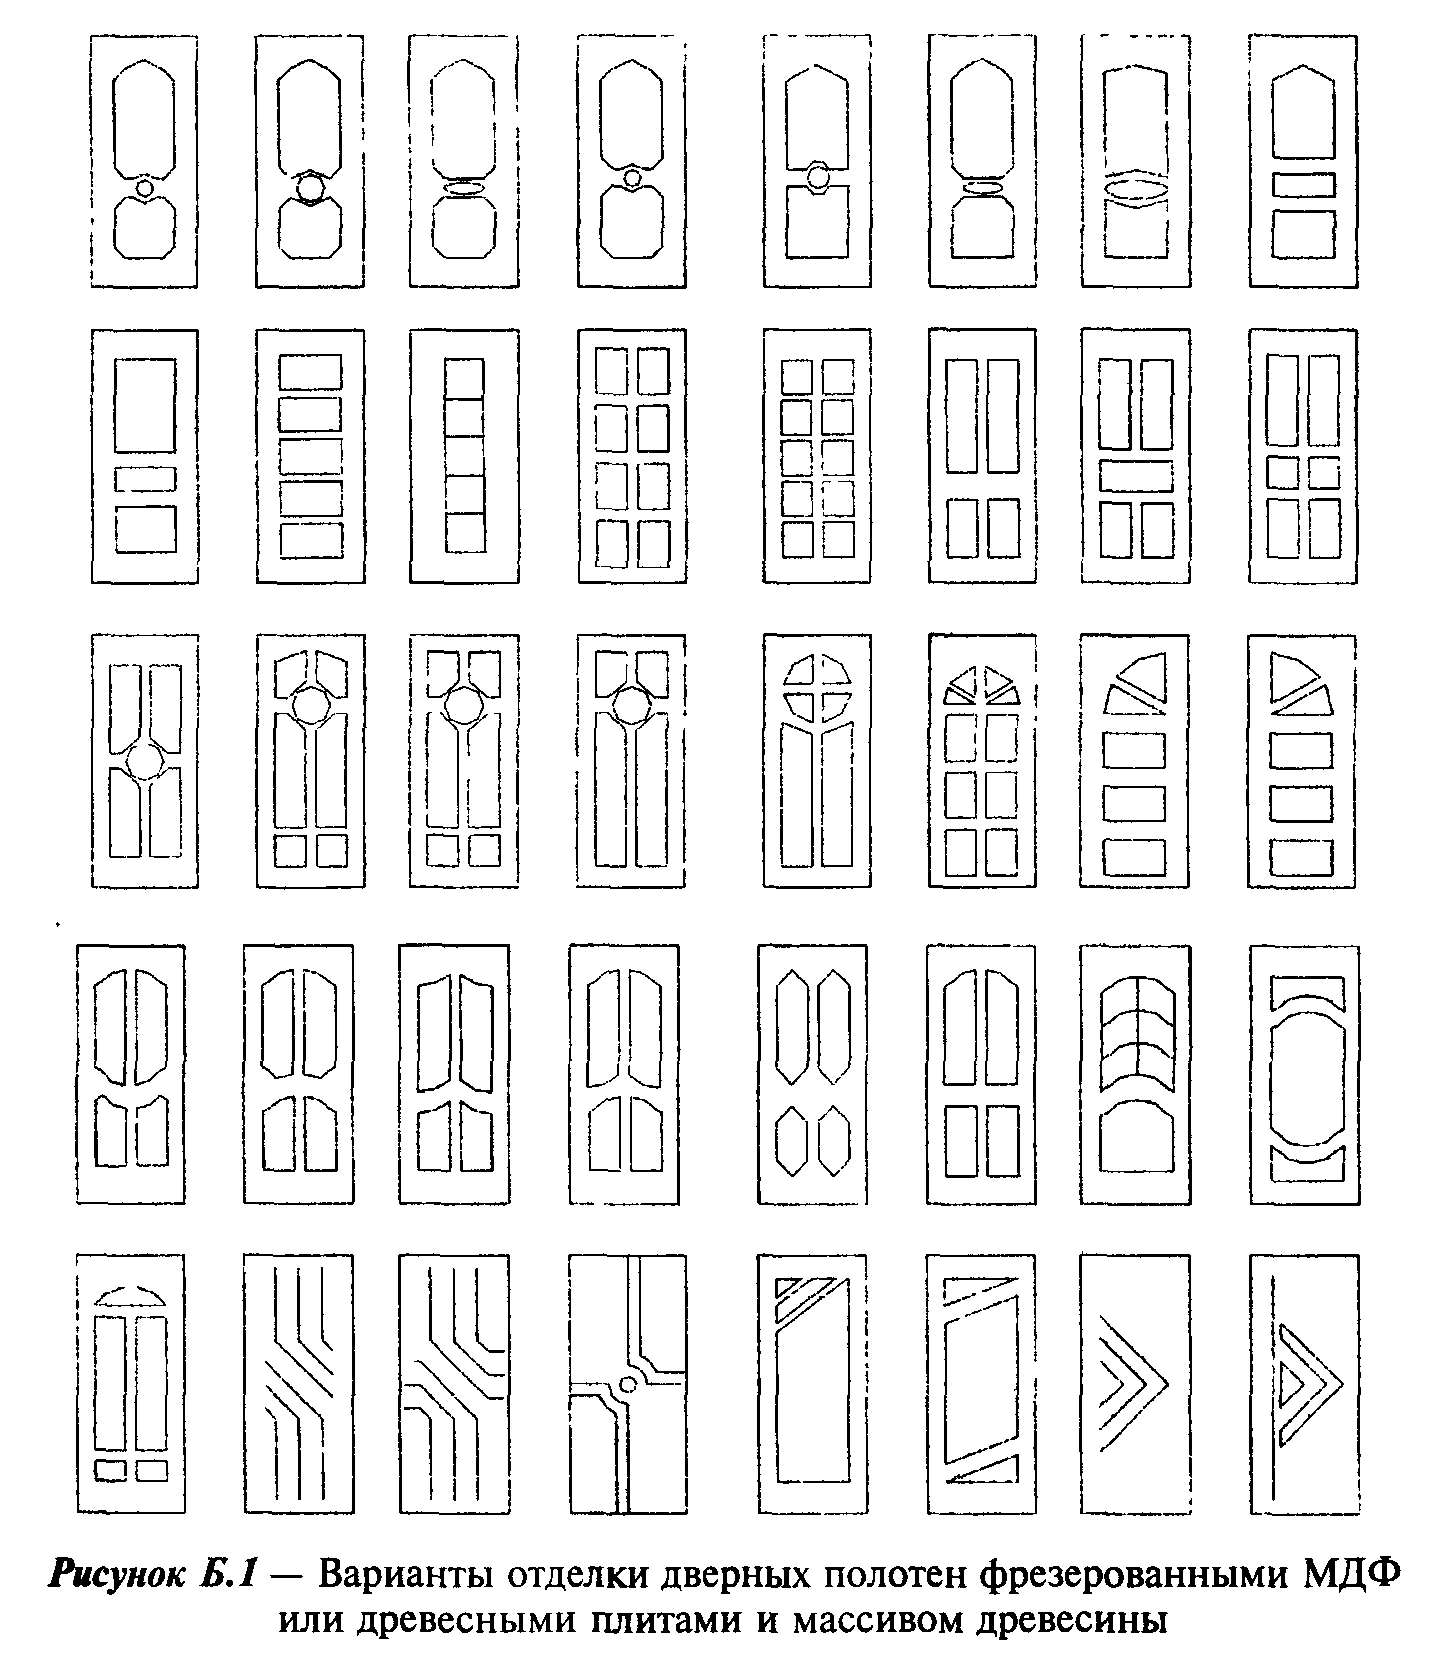 Рисунок Б.1 — Варианты отделки дверных полотен фрезерованными МДФ
или древесными плитами и массивом древесины